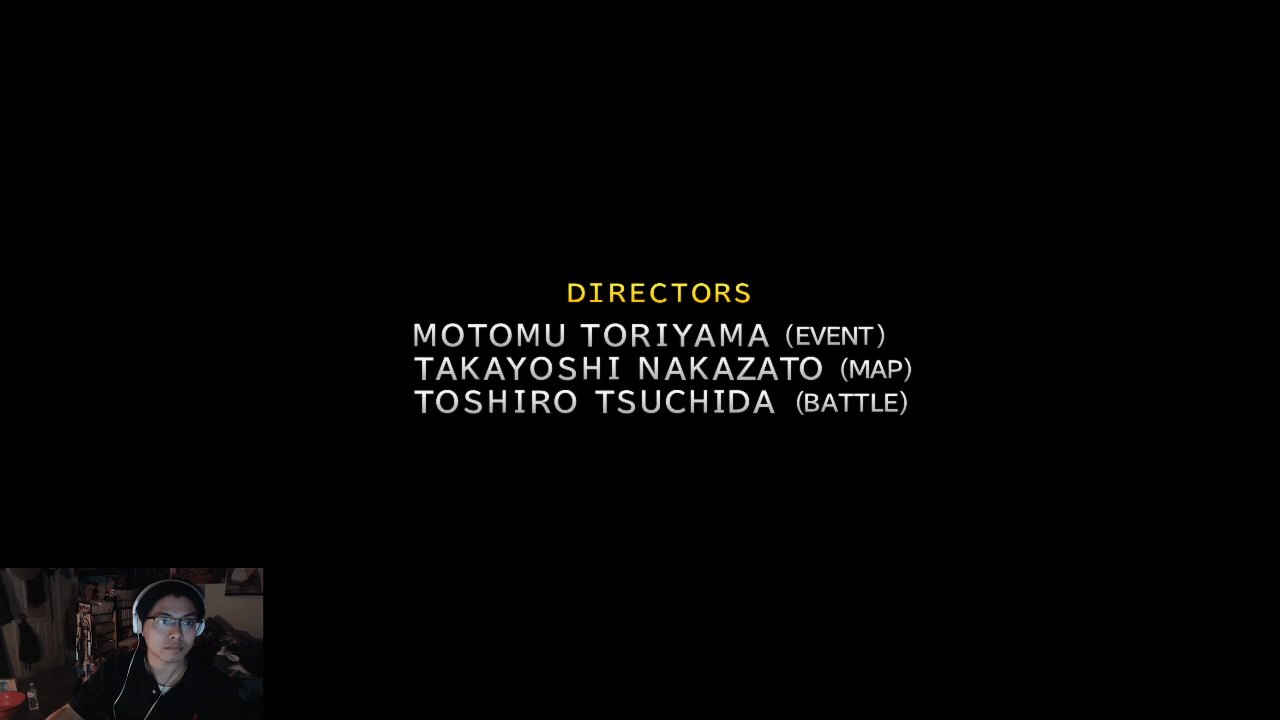 DIRECTORS
MOTOMU TORIYAMA (EVENT)
TAKAYOSHI NAKAZATO (MAP)
TOSHIRO TSUCHIDA (BATTLE)